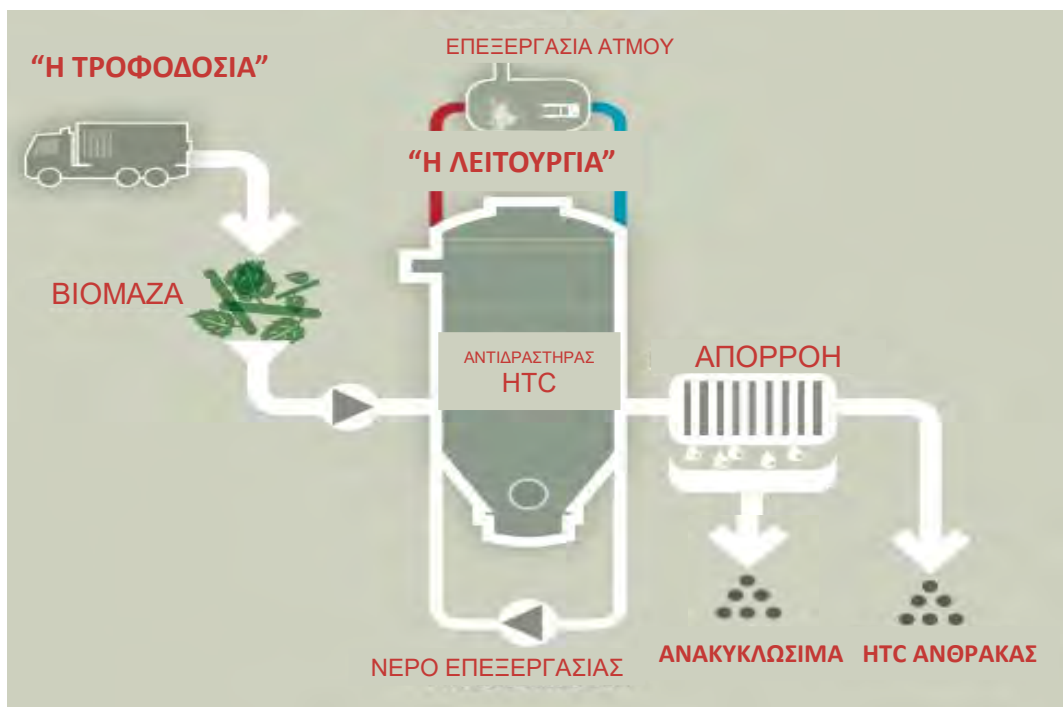 ΕΠΕΞΕΡΓΑΣΙΑ ΑΤΜΟΥ
“Η ΤΡΟΦΟΔΟΣΙΑ”
“Η ΛΕΙΤΟΥΡΓΙΑ”
ΒΙΟΜΑΖΑ
ΑΝΤΙΔΡΑΣΤΗΡΑΣ
HTC
ΑΠΟΡΡΟΗ
ΝΕΡΟ ΕΠΕΞΕΡΓΑΣΙΑΣ
ΑΝΑΚΥΚΛΩΣΙΜΑ
HTC ΑΝΘΡΑΚΑΣ